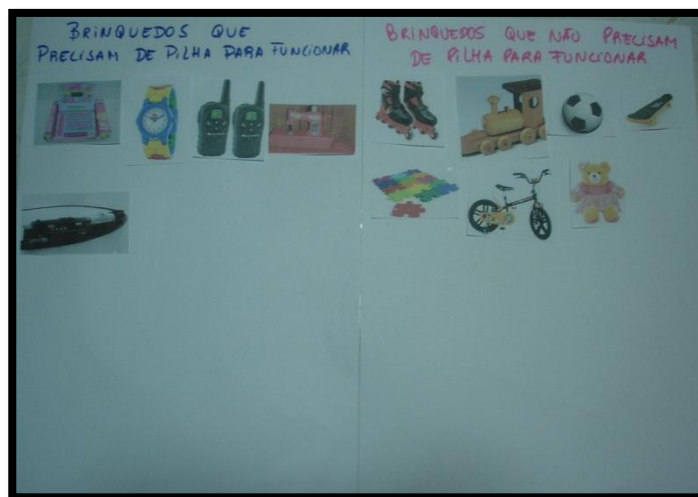 BRINQUEDOS QUE
PRECISAM DE PILHA PARA FUNCIONAR
BRINQUEDOS QUE NÃO PRECISAM
DE PILHA PARA FUNCIONAR